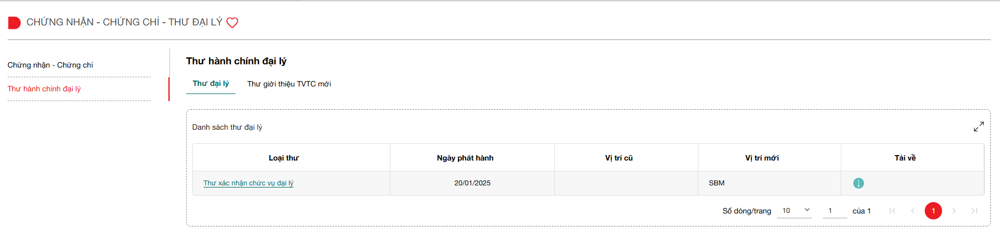 CHỨNG NHẬN - CHỨNG CHỈ - THƯ ĐẠI LÝ
Chứng nhận - Chứng chỉ
Thư hành chính đại lý
Thư hành chính đại lý
Thư đại lý Thư giới thiệu TVTC mới
Danh sách thư đại lý
Loại thư Ngày phát hành Vị trí cũ Vị trí mới Tải về
Thư xác nhận chức vụ đại lý 20/01/2025 SBM
Số dòng/trang 10 1 của 1 1